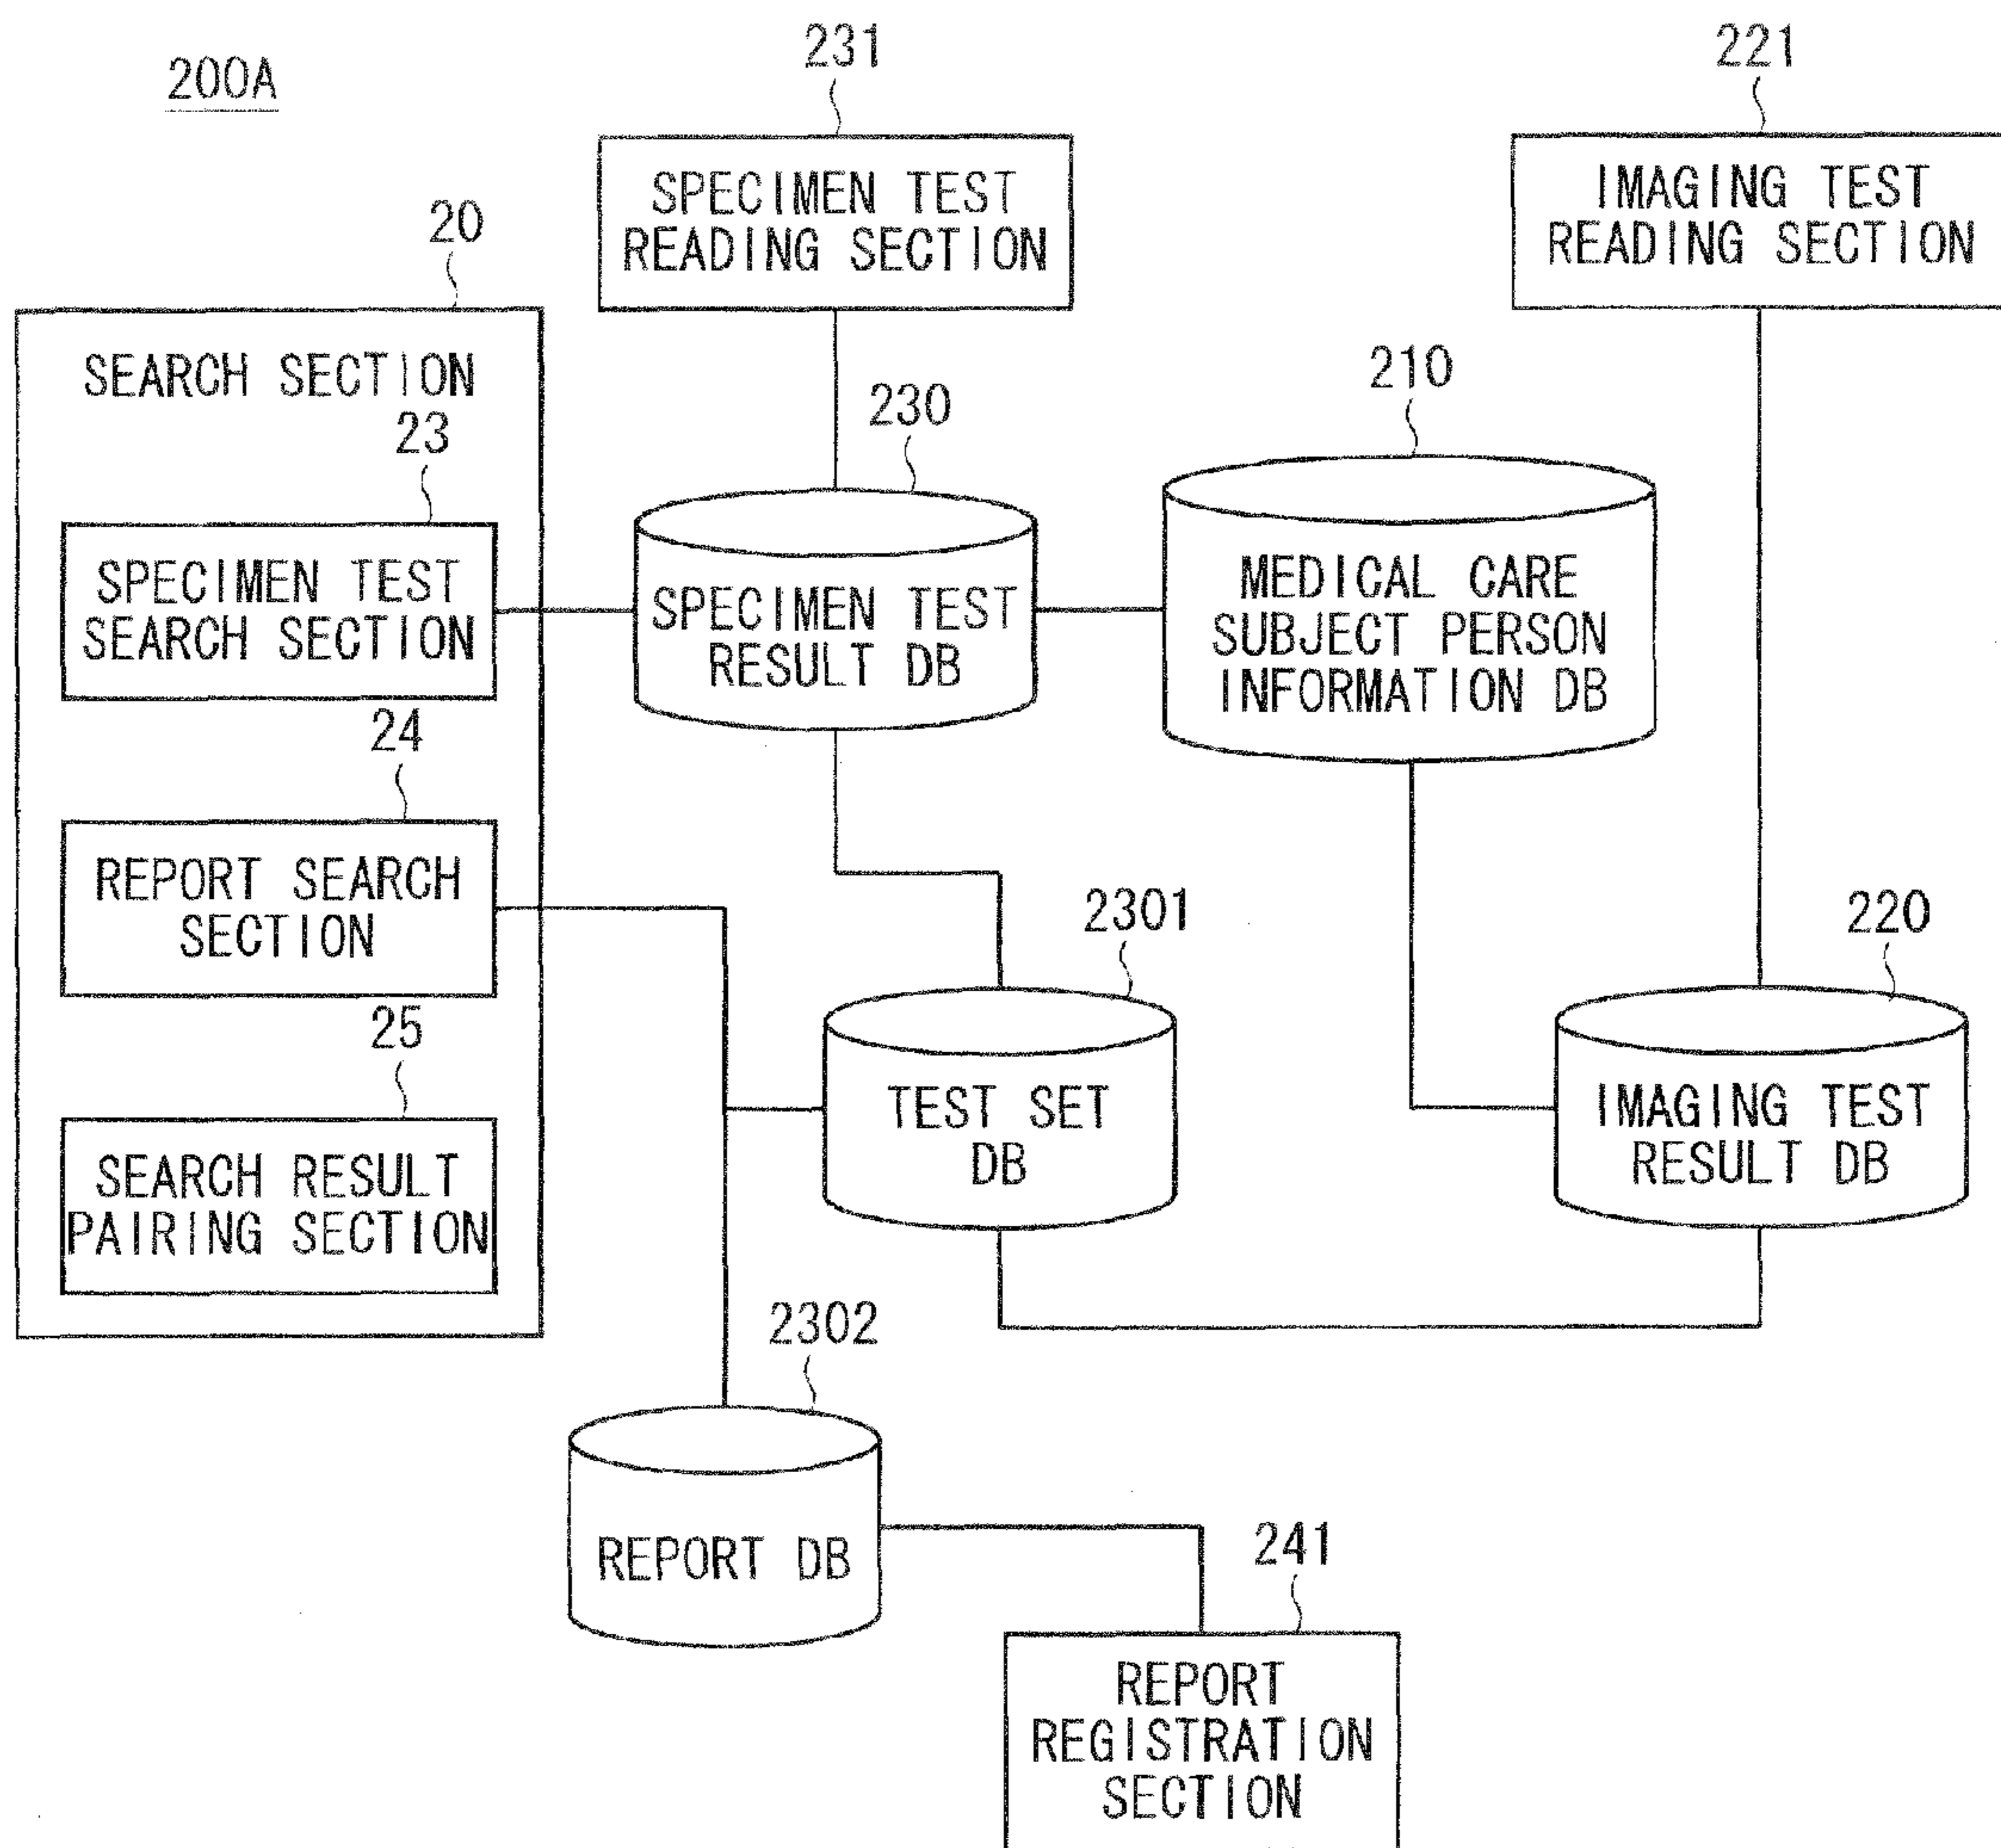 200A
231
SPECIMEN TEST
READING SECTION
221
IMAGING TEST
READING SECTION
20
SEARCH SECTION
23
SPECIMEN TEST
SEARCH SECTION
24
REPORT SEARCH
SECTION
25
SEARCH RESULT
PAIRING SECTION
230
SPECIMEN TEST
RESULT DB
210
MEDICAL CARE
SUBJECT PERSON
INFORMATION DB
2301
TEST SET
DB
220
IMAGING TEST
RESULT DB
2302
REPORT DB
241
REPORT
REGISTRATION
SECTION